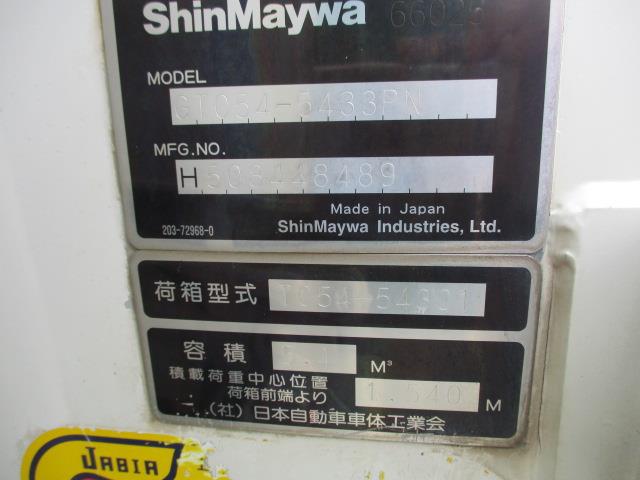 ShinMaywa
MODEL
GTC54-5433PN
MFG.NO.
H
Made in Japan
203-72968-0 ShinMaywa Industries, Ltd.
荷箱型式
容積 M³
積載荷重中心位置
荷箱前端より 1.540 M
(社)日本自動車車体工業会
JABIA